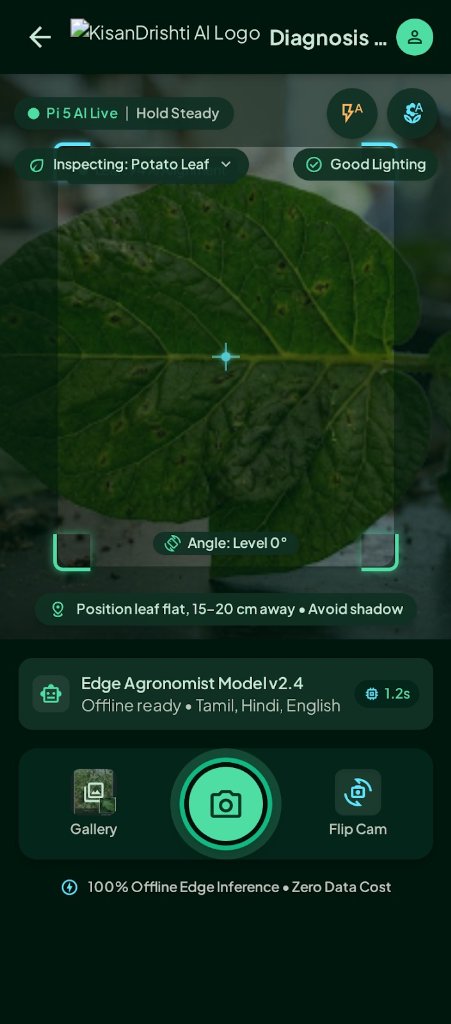 KisanDrishti AI Logo Diagnosis ...
Pi 5 AI Live | Hold Steady
A
A
Inspecting: Potato Leaf
Good Lighting
Angle: Level 0°
Position leaf flat, 15–20 cm away • Avoid shadow
Edge Agronomist Model v2.4
Offline ready • Tamil, Hindi, English
1.2s
Gallery
Flip Cam
100% Offline Edge Inference • Zero Data Cost